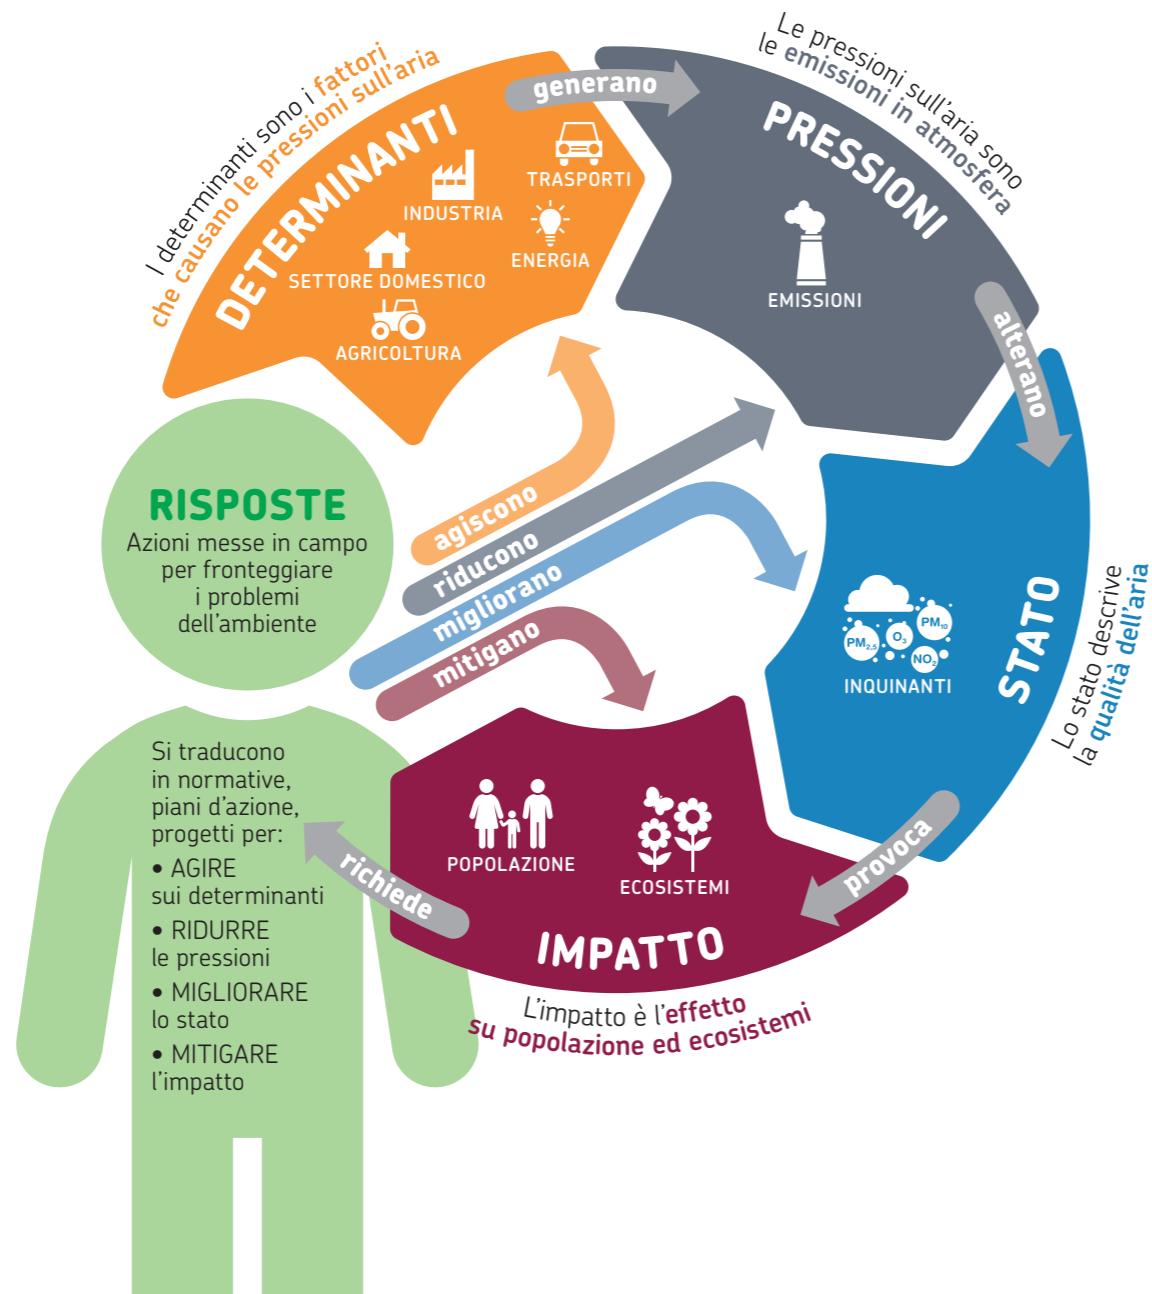 I determinanti sono i fattori
che causano le pressioni sull'aria
DETERMINANTI
TRASPORTI
INDUSTRIA
ENERGIA
SETTORE DOMESTICO
AGRICOLTURA
generano
Le pressioni sull'aria sono
le emissioni in atmosfera
PRESSIONI
EMISSIONI
alterano
STATO
PM2,5
O3
PM10
NO2
INQUINANTI
Lo stato descrive
la qualità dell'aria
provoca
IMPATTO
POPOLAZIONE
ECOSISTEMI
L'impatto è l'effetto
su popolazione ed ecosistemi
richiede
RISPOSTE
Azioni messe in campo
per fronteggiare
i problemi
dell'ambiente
agiscono
riducono
migliorano
mitigano
Si traducono
in normative,
piani d'azione,
progetti per:
• AGIRE
sui determinanti
• RIDURRE
le pressioni
• MIGLIORARE
lo stato
• MITIGARE
l'impatto